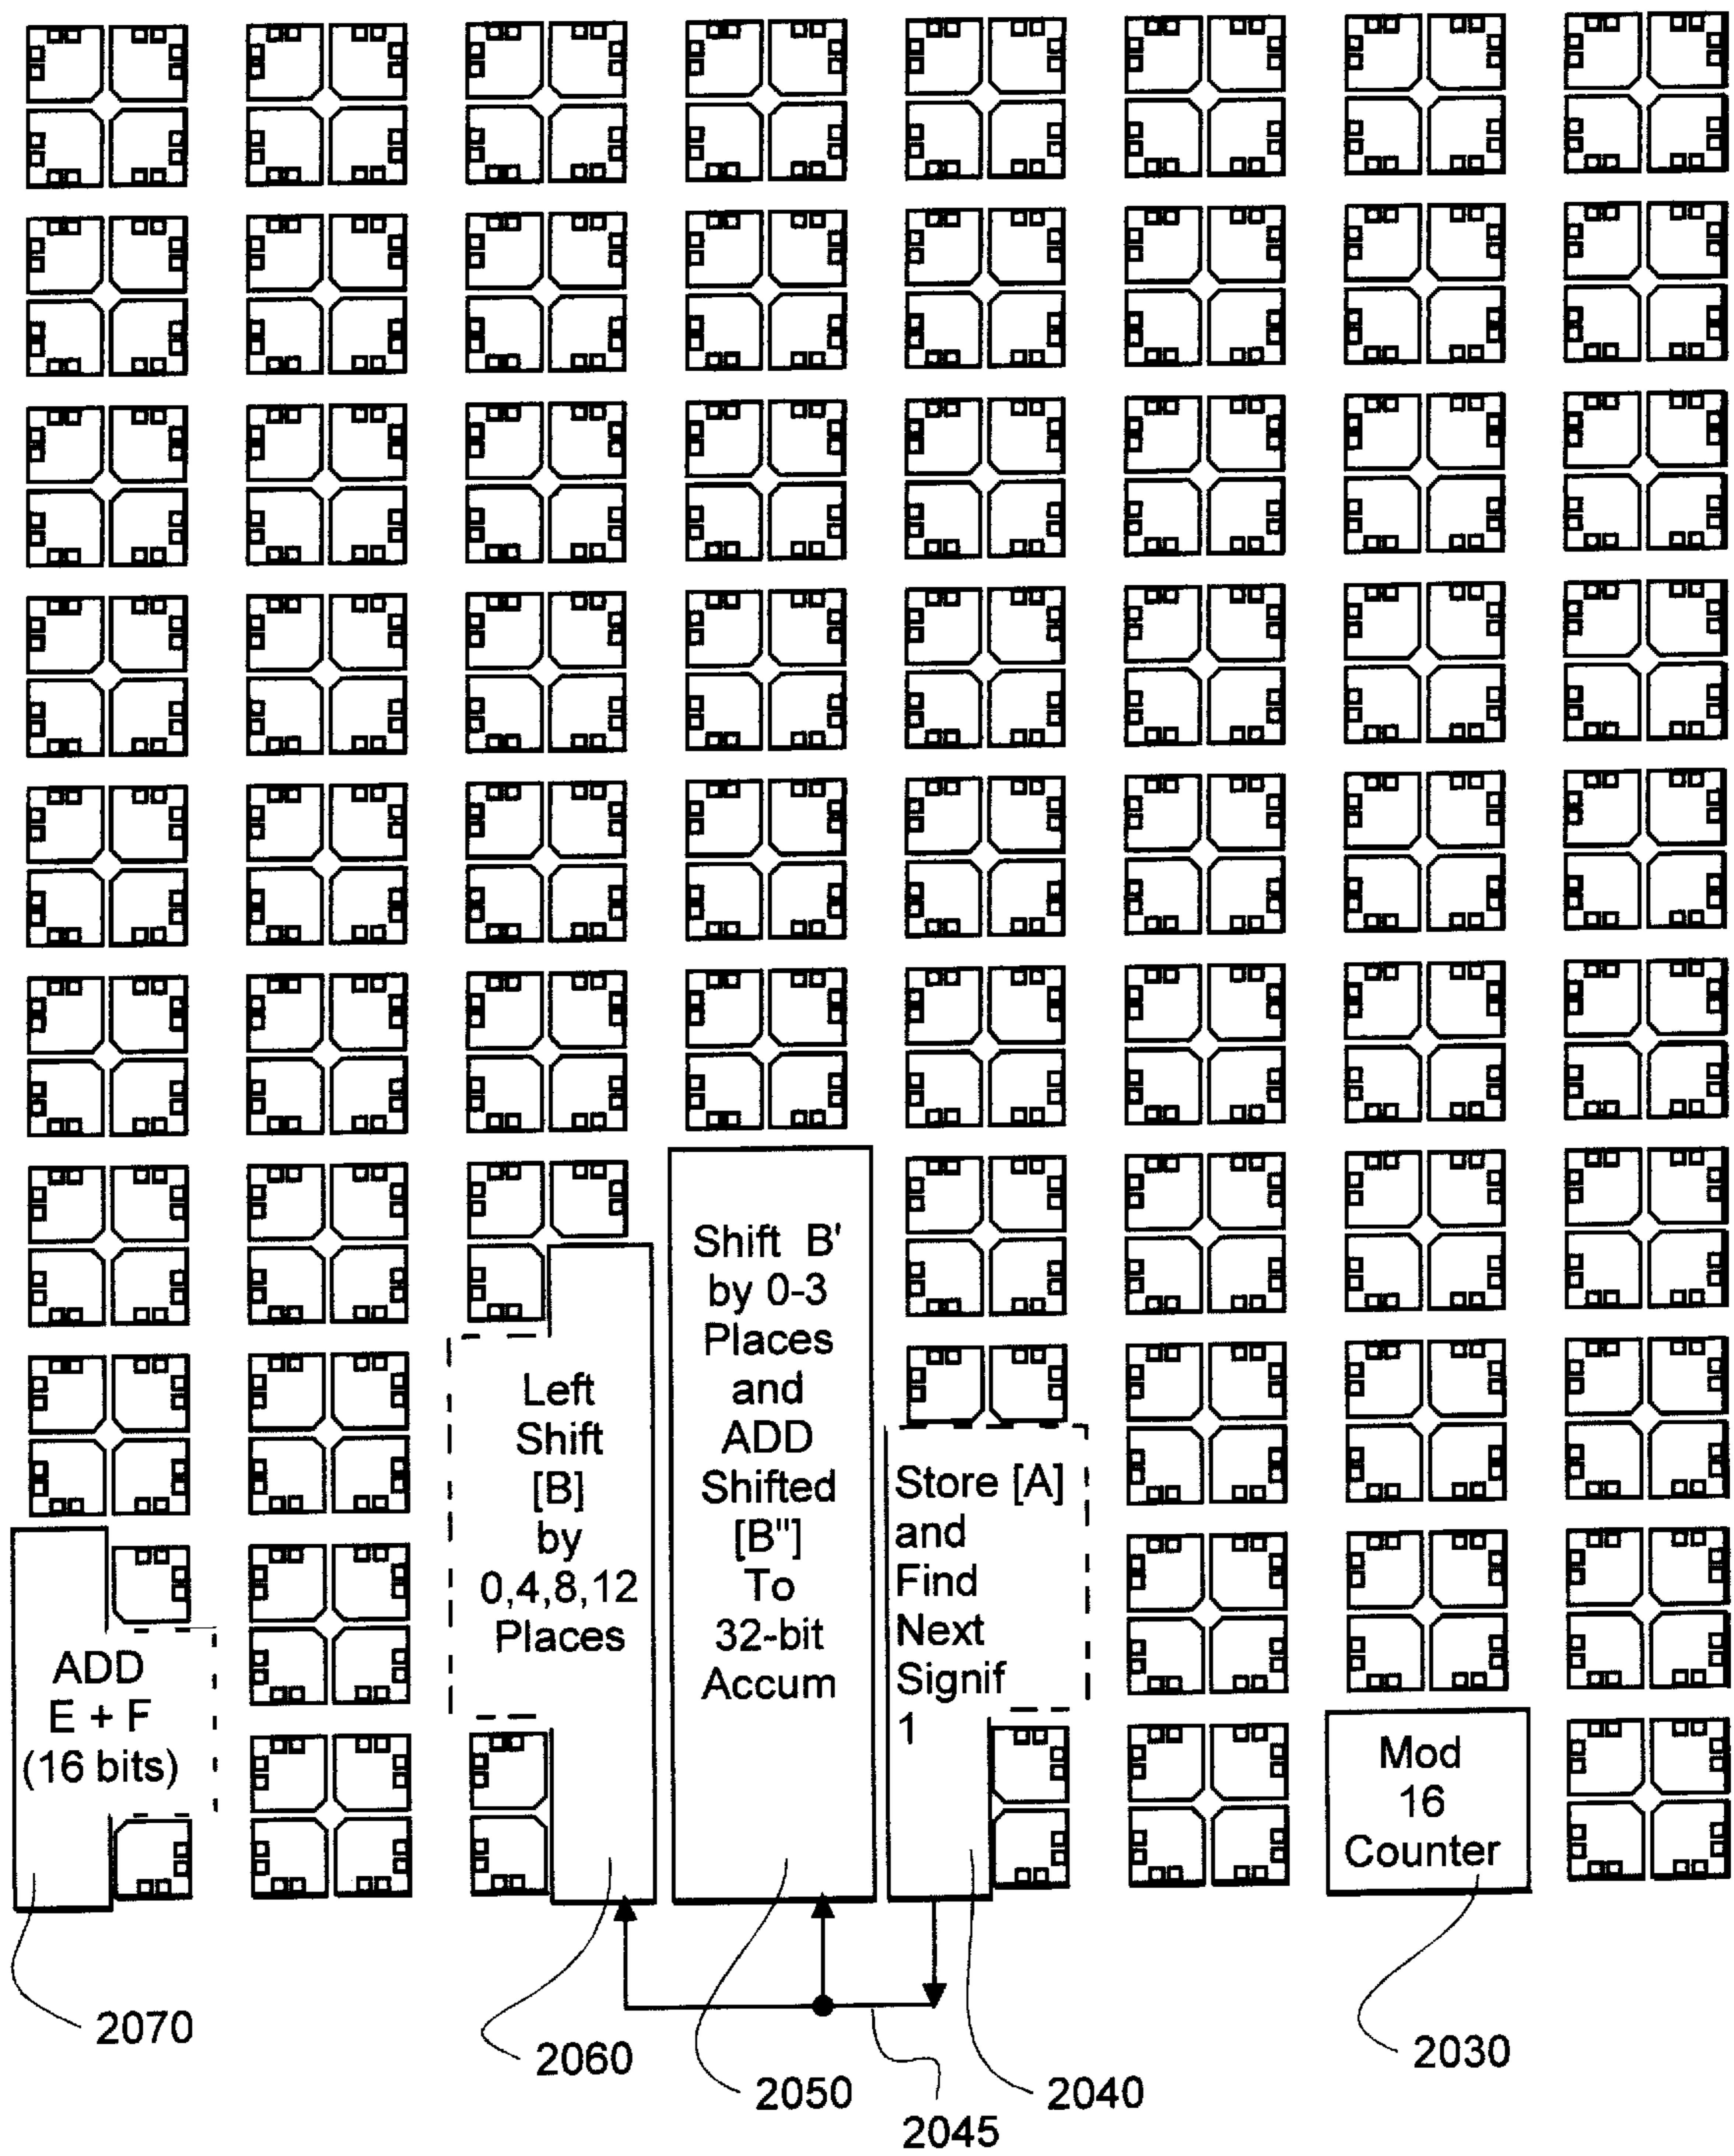 Shift B'
by 0-3
Places
and
ADD
Shifted
[B"]
To
32-bit
Accum
Left
Shift
[B]
by
0,4,8,12
Places
Store [A]
and
Find
Next
Signif
1
ADD
E + F
(16 bits)
Mod
16
Counter
2070
2060
2050
2045
2040
2030